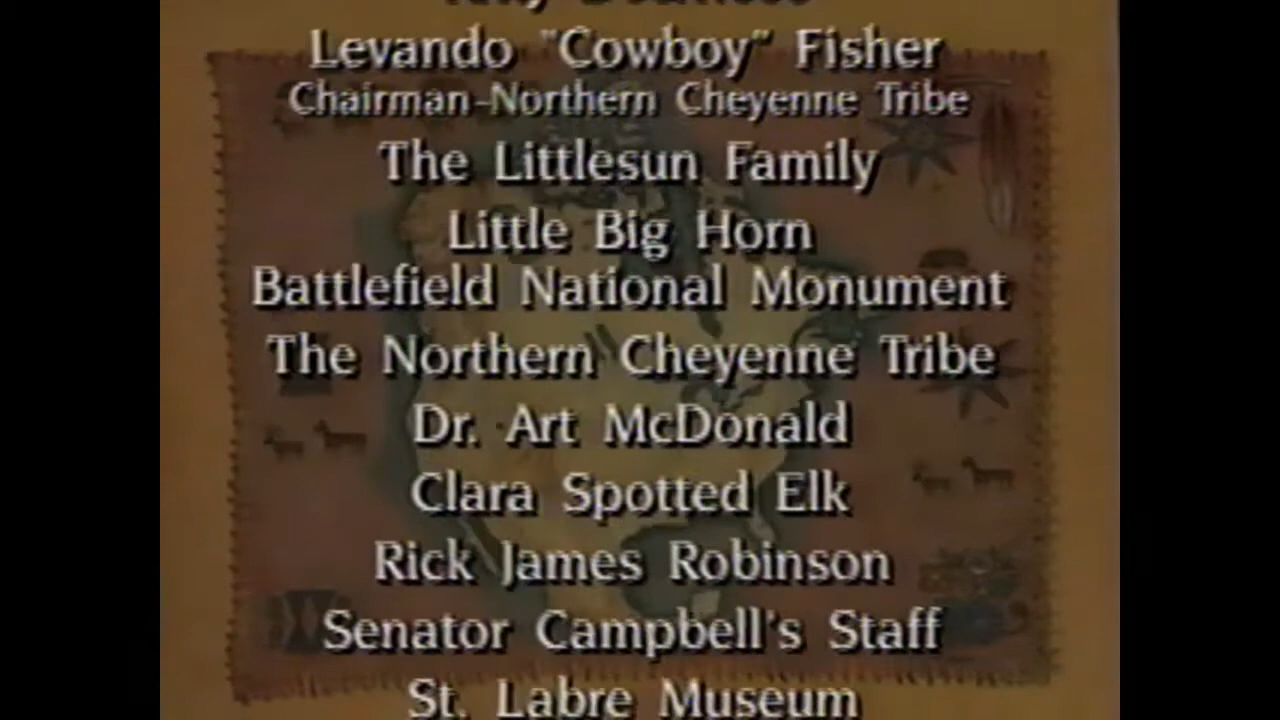 Levando "Cowboy" Fisher
Chairman-Northern Cheyenne Tribe
The Littlesun Family
Little Big Horn
Battlefield National Monument
The Northern Cheyenne Tribe
Dr. Art McDonald
Clara Spotted Elk
Rick James Robinson
Senator Campbell's Staff
St. Labre Museum